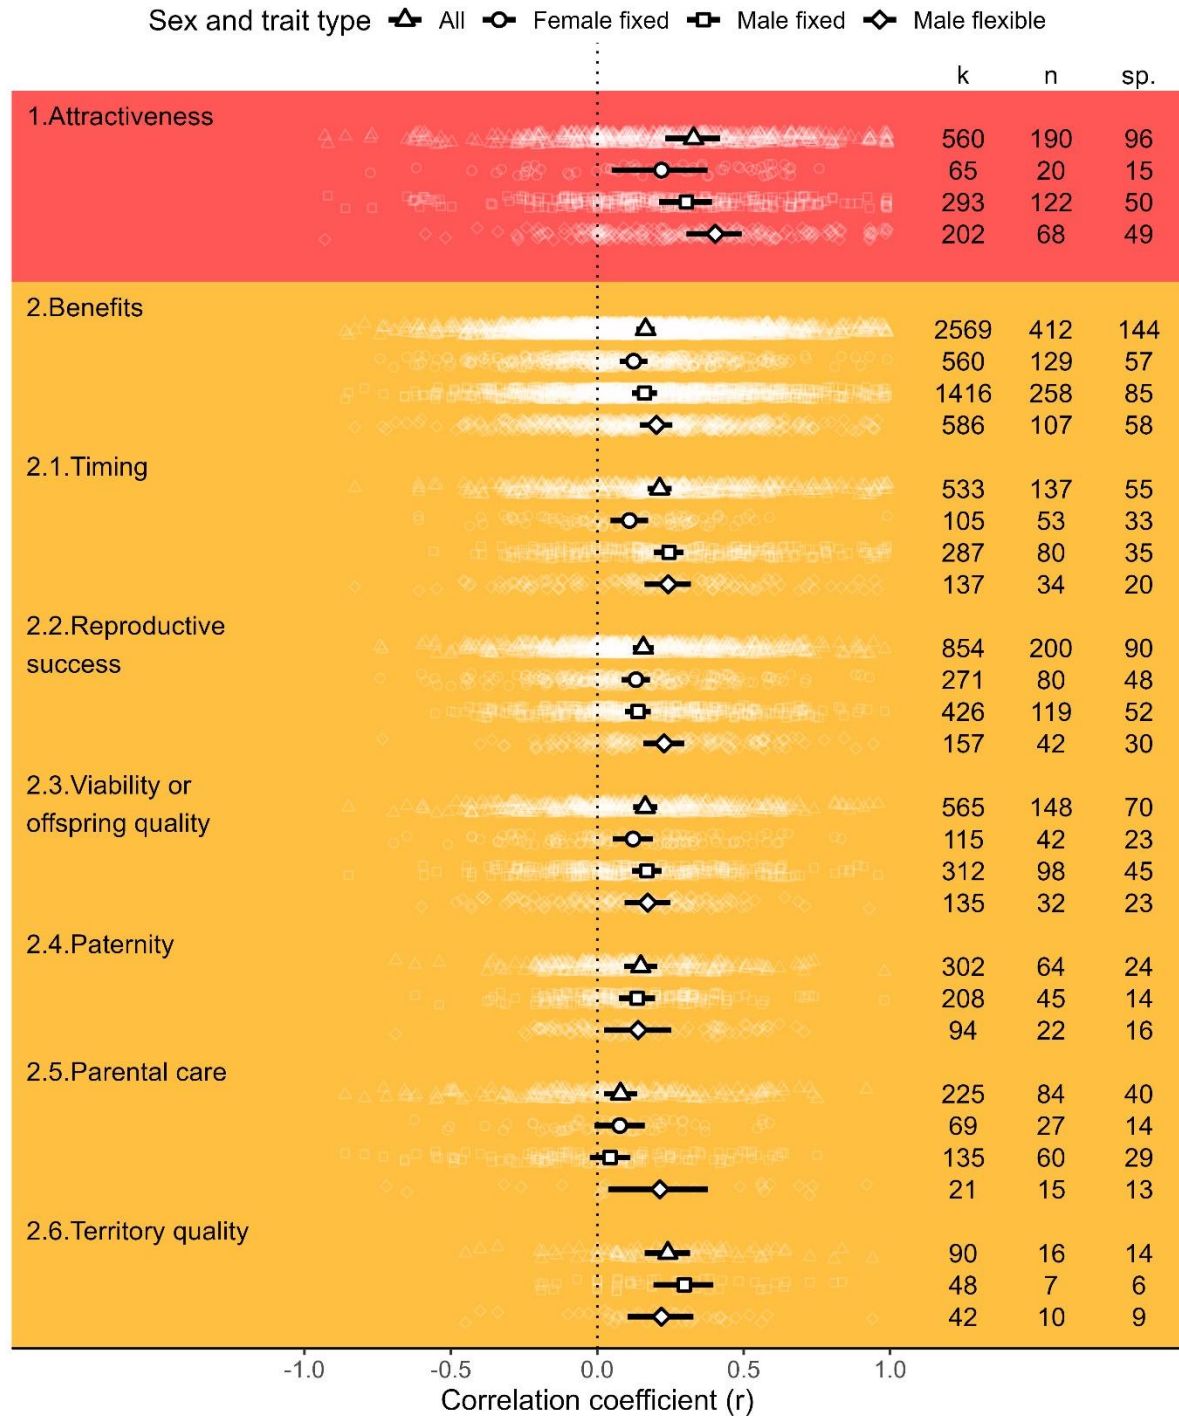 Sex and trait type All Female fixed Male fixed Male flexible
k n sp.
1.Attractiveness
560 190 96
65 20 15
293 122 50
202 68 49
2.Benefits
2569 412 144
560 129 57
1416 258 85
586 107 58
2.1.Timing
533 137 55
105 53 33
287 80 35
137 34 20
2.2.Reproductive
success
854 200 90
271 80 48
426 119 52
157 42 30
2.3.Viability or
offspring quality
565 148 70
115 42 23
312 98 45
135 32 23
2.4.Paternity
302 64 24
208 45 14
94 22 16
2.5.Parental care
225 84 40
69 27 14
135 60 29
21 15 13
2.6.Territory quality
90 16 14
48 7 6
42 10 9
-1.0 -0.5 0.0 0.5 1.0
Correlation coefficient (r)